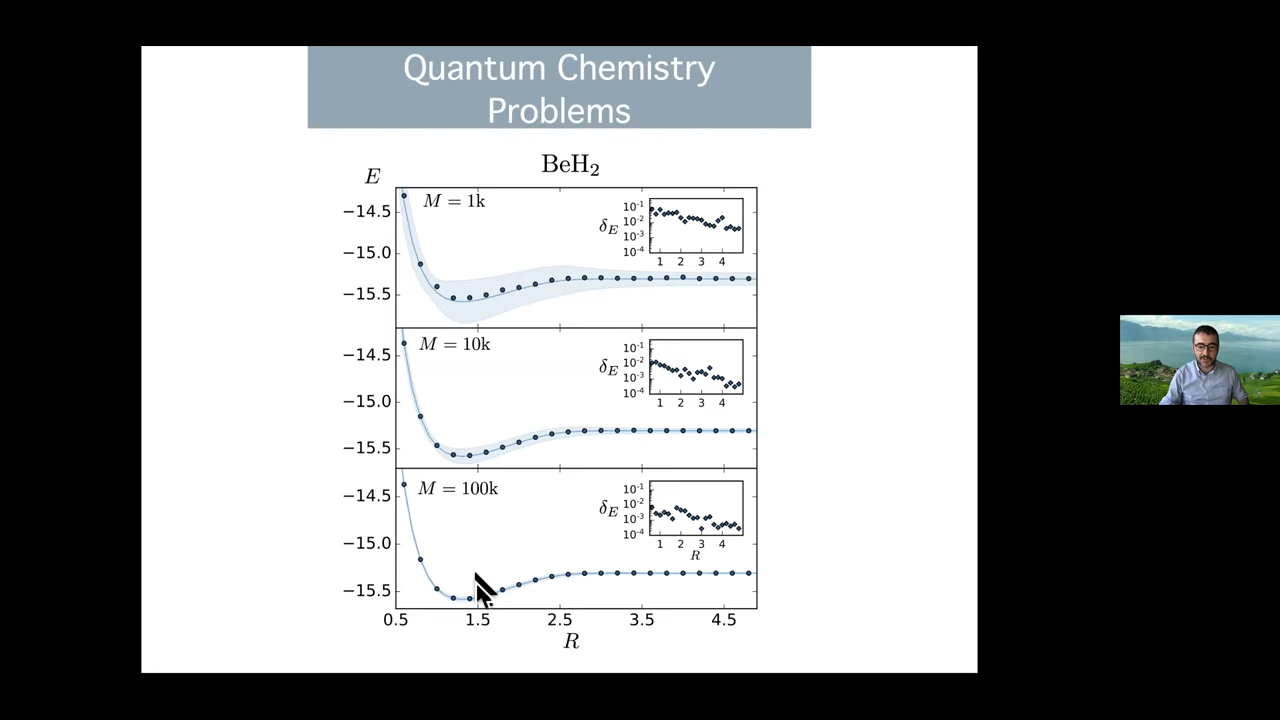 Quantum Chemistry
Problems
BeH₂
E
M = 1k
−14.5
−15.0
−15.5
δ_E
10⁻¹
10⁻²
10⁻³
10⁻⁴
1 2 3 4
M = 10k
−14.5
−15.0
−15.5
δ_E
10⁻¹
10⁻²
10⁻³
10⁻⁴
1 2 3 4
M = 100k
−14.5
−15.0
−15.5
δ_E
10⁻¹
10⁻²
10⁻³
10⁻⁴
1 2 3 4
R
0.5 1.5 2.5 3.5 4.5
R